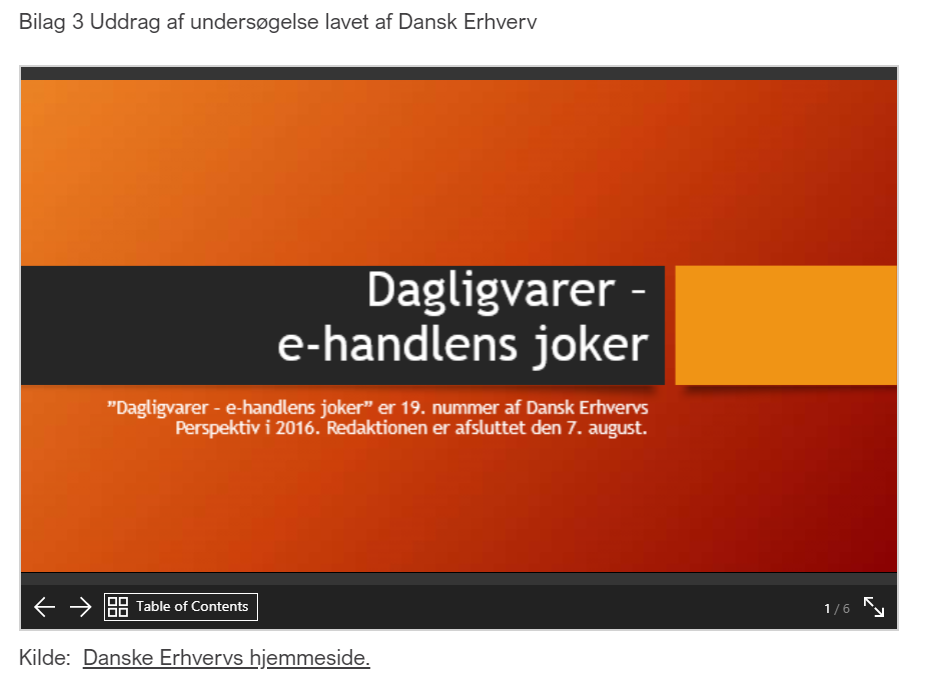 Bilag 3 Uddrag af undersøgelse lavet af Dansk Erhverv
Dagligvarer –
e-handlens joker
”Dagligvarer – e-handlens joker” er 19. nummer af Dansk Erhvervs
Perspektiv i 2016. Redaktionen er afsluttet den 7. august.
Table of Contents
1 / 6
Kilde: Danske Erhvervs hjemmeside.